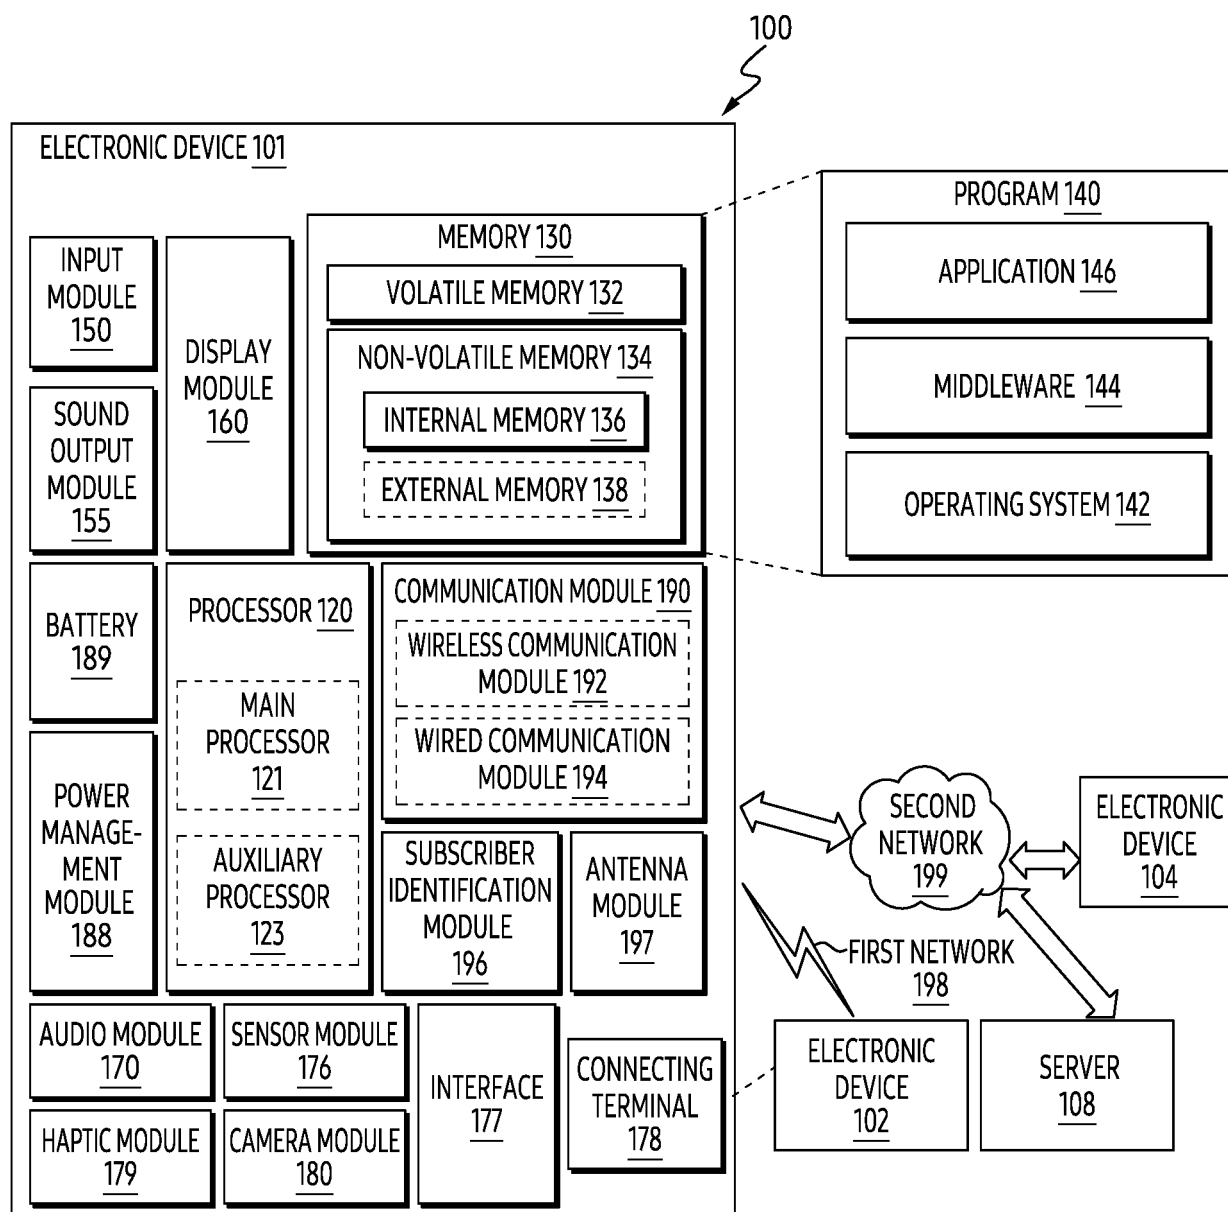 100
ELECTRONIC DEVICE 101
INPUT
MODULE
150
SOUND
OUTPUT
MODULE
155
DISPLAY
MODULE
160
MEMORY 130
VOLATILE MEMORY 132
NON-VOLATILE MEMORY 134
INTERNAL MEMORY 136
EXTERNAL MEMORY 138
PROGRAM 140
APPLICATION 146
MIDDLEWARE 144
OPERATING SYSTEM 142
BATTERY
189
POWER
MANAGE-
MENT
MODULE
188
PROCESSOR 120
MAIN
PROCESSOR
121
AUXILIARY
PROCESSOR
123
COMMUNICATION MODULE 190
WIRELESS COMMUNICATION
MODULE 192
WIRED COMMUNICATION
MODULE 194
SUBSCRIBER
IDENTIFICATION
MODULE
196
ANTENNA
MODULE
197
SECOND
NETWORK
199
ELECTRONIC
DEVICE
104
FIRST NETWORK
198
AUDIO MODULE
170
SENSOR MODULE
176
HAPTIC MODULE
179
CAMERA MODULE
180
INTERFACE
177
CONNECTING
TERMINAL
178
ELECTRONIC
DEVICE
102
SERVER
108